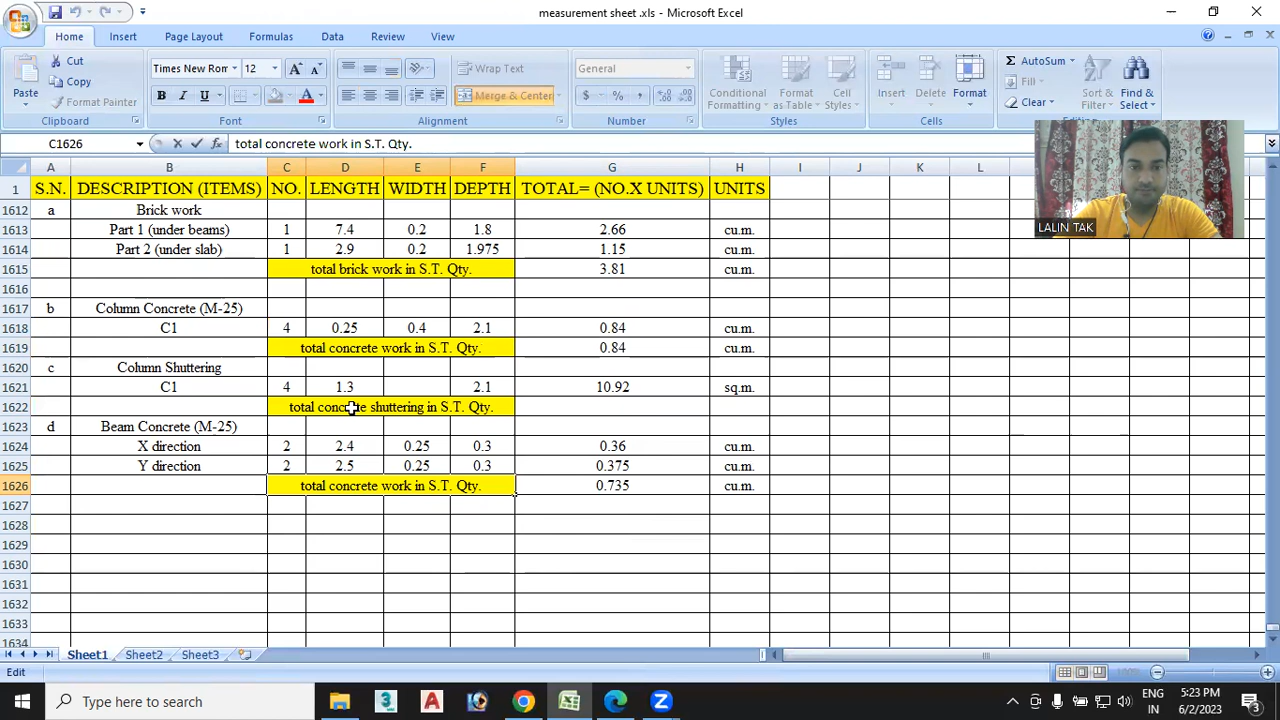 measurement sheet .xls - Microsoft Excel
Home Insert Page Layout Formulas Data Review View
Paste Cut Copy Format Painter Clipboard
Times New Rom 12 B I U Font
Wrap Text Merge & Center Alignment
General $ % , Number
Conditional Formatting Format as Table Cell Styles Styles
Insert Delete Format Cells
Σ AutoSum Fill Clear Sort & Filter Find & Select
C1626 total concrete work in S.T. Qty.
A B C D E F G H I J K L
1 S.N. DESCRIPTION (ITEMS) NO. LENGTH WIDTH DEPTH TOTAL= (NO.X UNITS) UNITS
1612 a Brick work
1613 Part 1 (under beams) 1 7.4 0.2 1.8 2.66 cu.m.
1614 Part 2 (under slab) 1 2.9 0.2 1.975 1.15 cu.m.
1615 total brick work in S.T. Qty. 3.81 cu.m.
1616
1617 b Column Concrete (M-25)
1618 C1 4 0.25 0.4 2.1 0.84 cu.m.
1619 total concrete work in S.T. Qty. 0.84 cu.m.
1620 c Column Shuttering
1621 C1 4 1.3 2.1 10.92 sq.m.
1622 total concrete shuttering in S.T. Qty.
1623 d Beam Concrete (M-25)
1624 X direction 2 2.4 0.25 0.3 0.36 cu.m.
1625 Y direction 2 2.5 0.25 0.3 0.375 cu.m.
1626 total concrete work in S.T. Qty. 0.735 cu.m.
1627
1628
1629
1630
1631
1632
1633
1634
LALIN TAK
Sheet1 Sheet2 Sheet3
Edit
Type here to search
ENG 5:23 PM
IN 6/2/2023
3